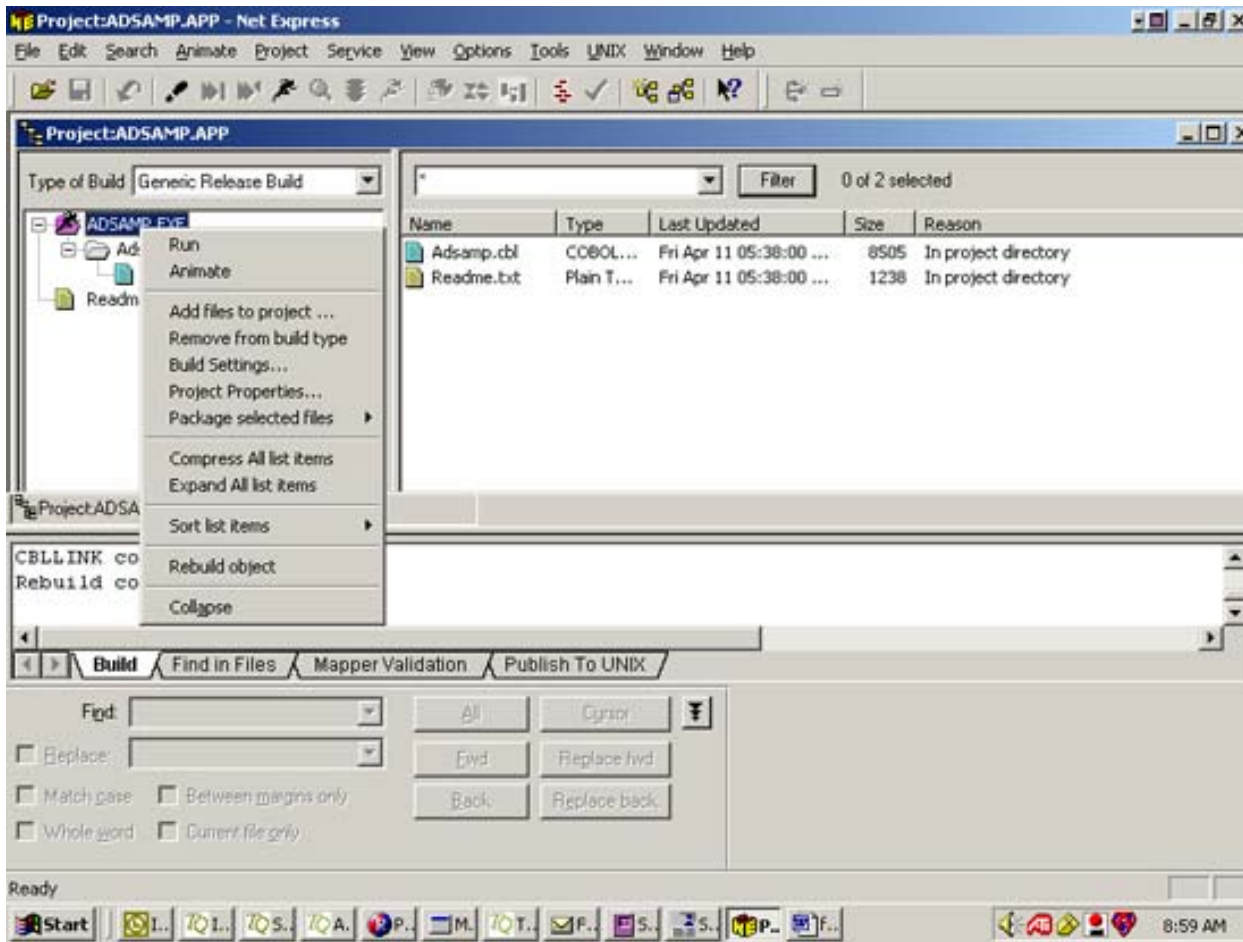 Project:ADSAMP.APP - Net Express
File Edit Search Animate Project Service View Options Tools UNIX Window Help
Project:ADSAMP.APP
Type of Build Generic Release Build
* Filter 0 of 2 selected
ADSAMP.EXE
Ads
Readm
Name Type Last Updated Size Reason
Adsamp.cbl COBOL... Fri Apr 11 05:38:00 ... 8505 In project directory
Readme.txt Plain T... Fri Apr 11 05:38:00 ... 1238 In project directory
Run
Animate
Add files to project ...
Remove from build type
Build Settings...
Project Properties...
Package selected files
Compress All list items
Expand All list items
Sort list items
Rebuild object
Collapse
Project:ADSA
CBLLINK co
Rebuild co
Build Find in Files Mapper Validation Publish To UNIX
Find: All Cursor
Replace: Fwd Replace fwd
Match case Between margins only Back Replace back
Whole word Current file only
Ready
Start I... I... S... A... P... M... T... F... S... S... P... F... 8:59 AM